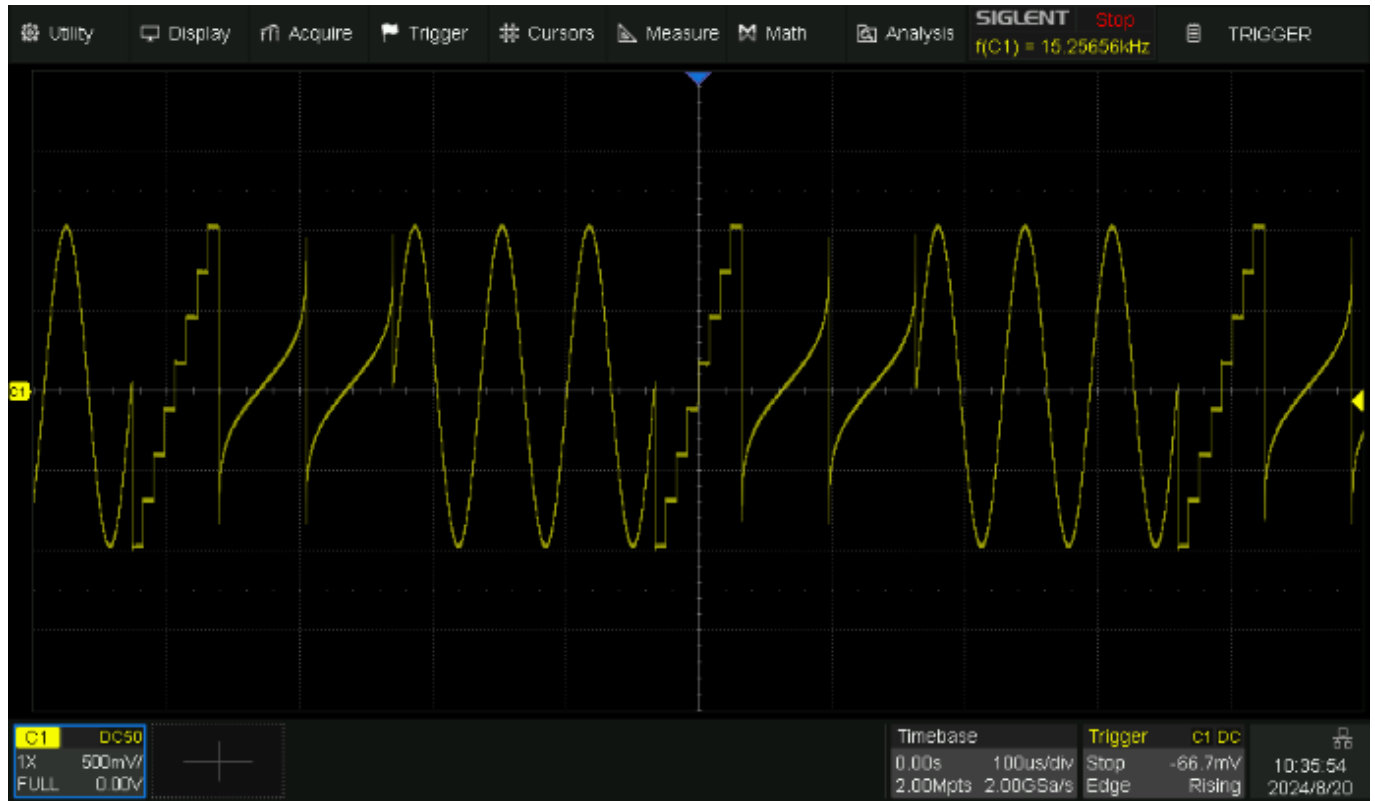 Utility Display Acquire Trigger Cursors Measure Math Analysis SIGLENT Stop TRIGGER
f(C1) = 15.25656kHz
C1
C1 DC50
1X 500mV/
FULL 0.00V
Timebase
0.00s 100us/div
2.00Mpts 2.00GSa/s
Trigger C1 DC
Stop -66.7mV
Edge Rising
10:35:54
2024/8/20